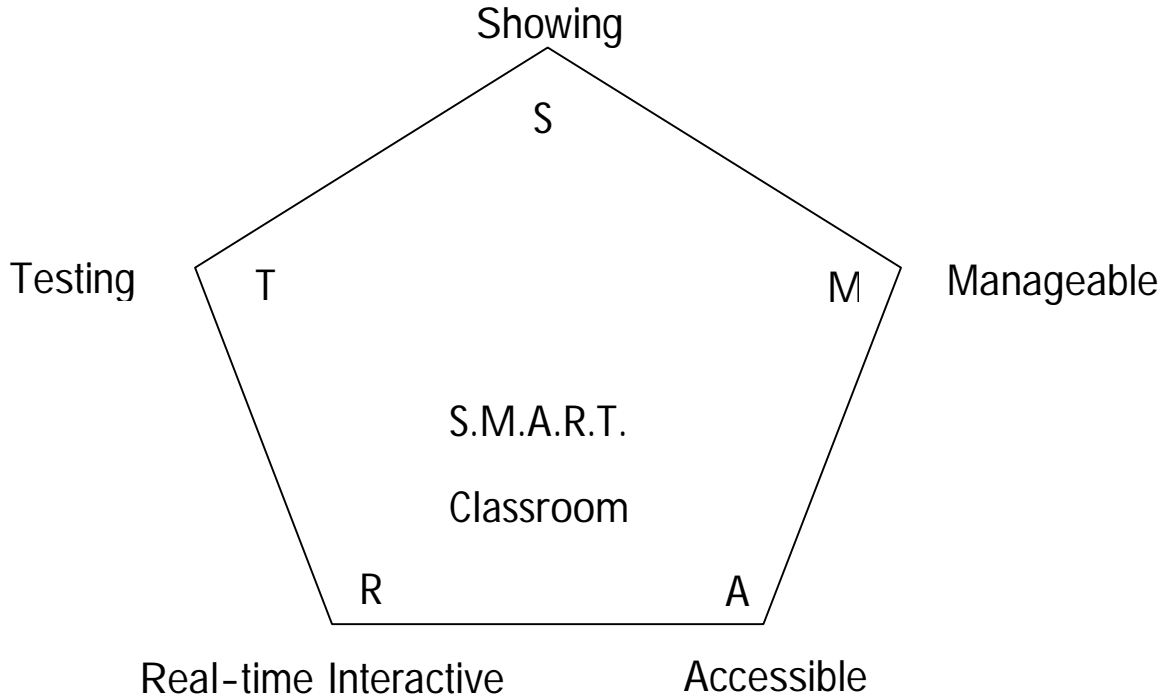 Showing
S
Testing
T
M
Manageable
S.M.A.R.T.
Classroom
R
A
Real-time Interactive
Accessible